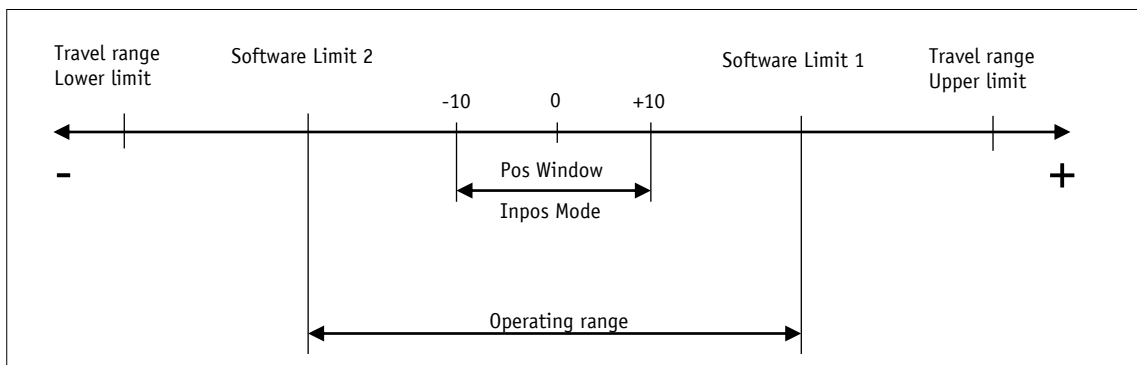 Travel range
Lower limit
Software Limit 2
Software Limit 1
Travel range
Upper limit
-10
0
+10
-
+
Pos Window
Inpos Mode
Operating range